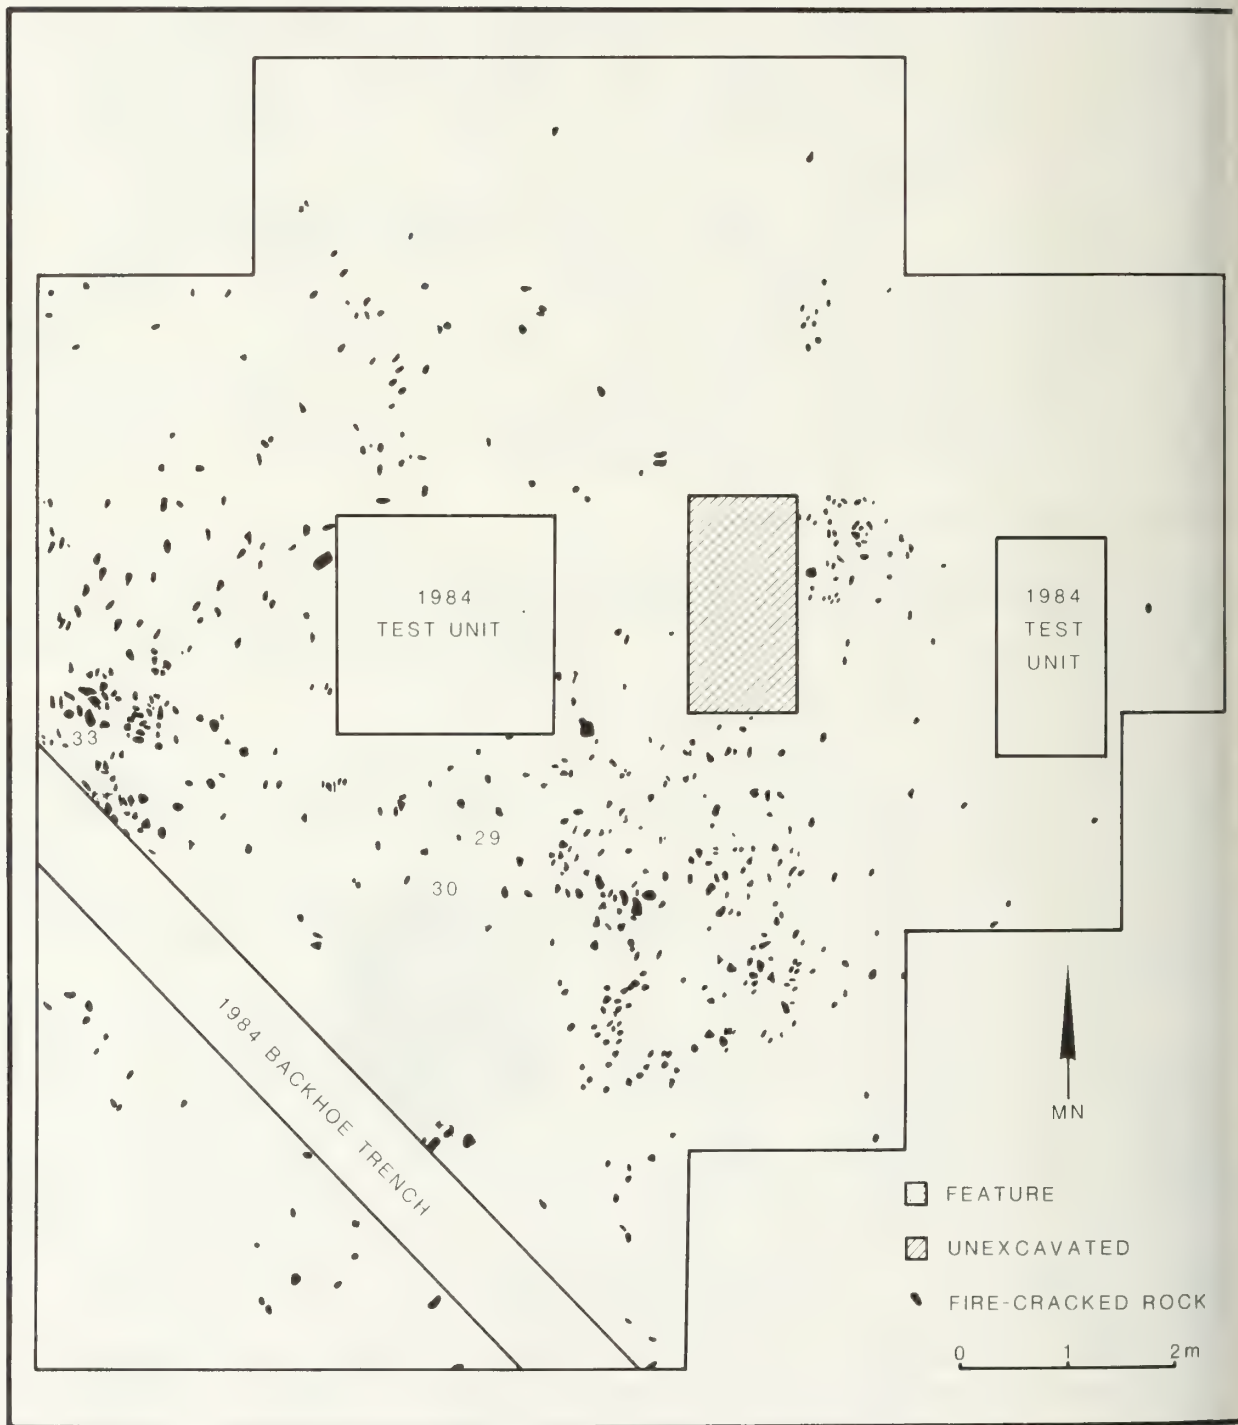 1984
TEST UNIT
1984
TEST
UNIT
33
29
30
1984 BACKHOE TRENCH
MN
FEATURE
UNEXCAVATED
FIRE-CRACKED ROCK
0 1 2 m